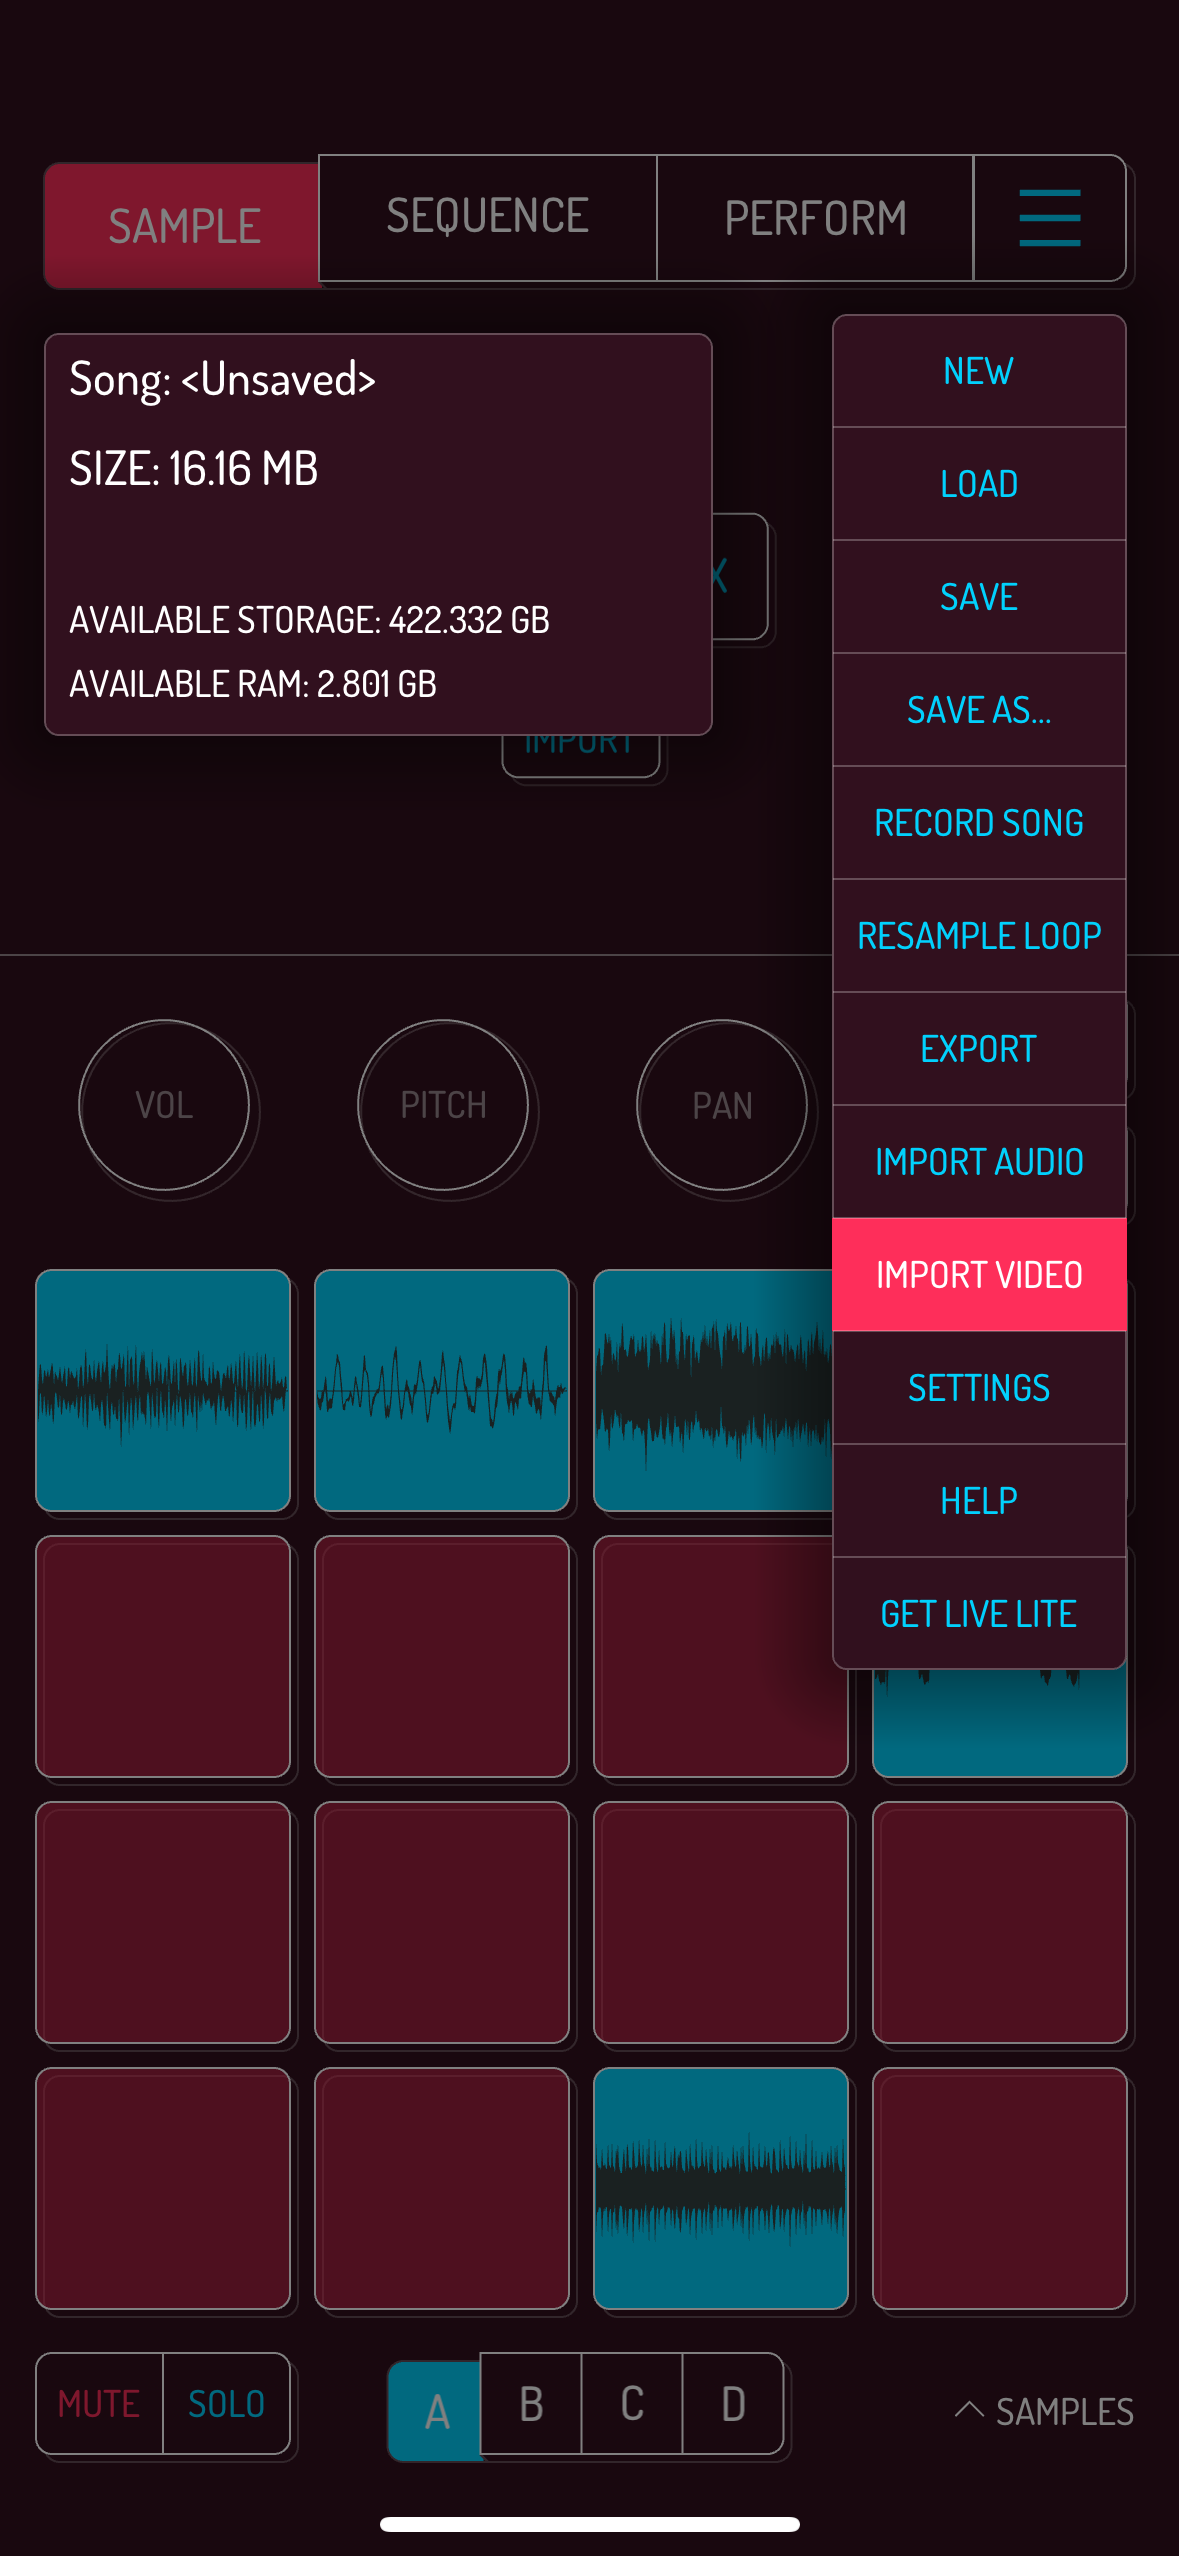 SAMPLE
SEQUENCE
PERFORM
Song: <Unsaved>
SIZE: 16.16 MB
AVAILABLE STORAGE: 422.332 GB
AVAILABLE RAM: 2.801 GB
IMPORT
NEW
LOAD
SAVE
SAVE AS...
RECORD SONG
RESAMPLE LOOP
EXPORT
IMPORT AUDIO
IMPORT VIDEO
SETTINGS
HELP
GET LIVE LITE
VOL
PITCH
PAN
MUTE
SOLO
A
B
C
D
SAMPLES